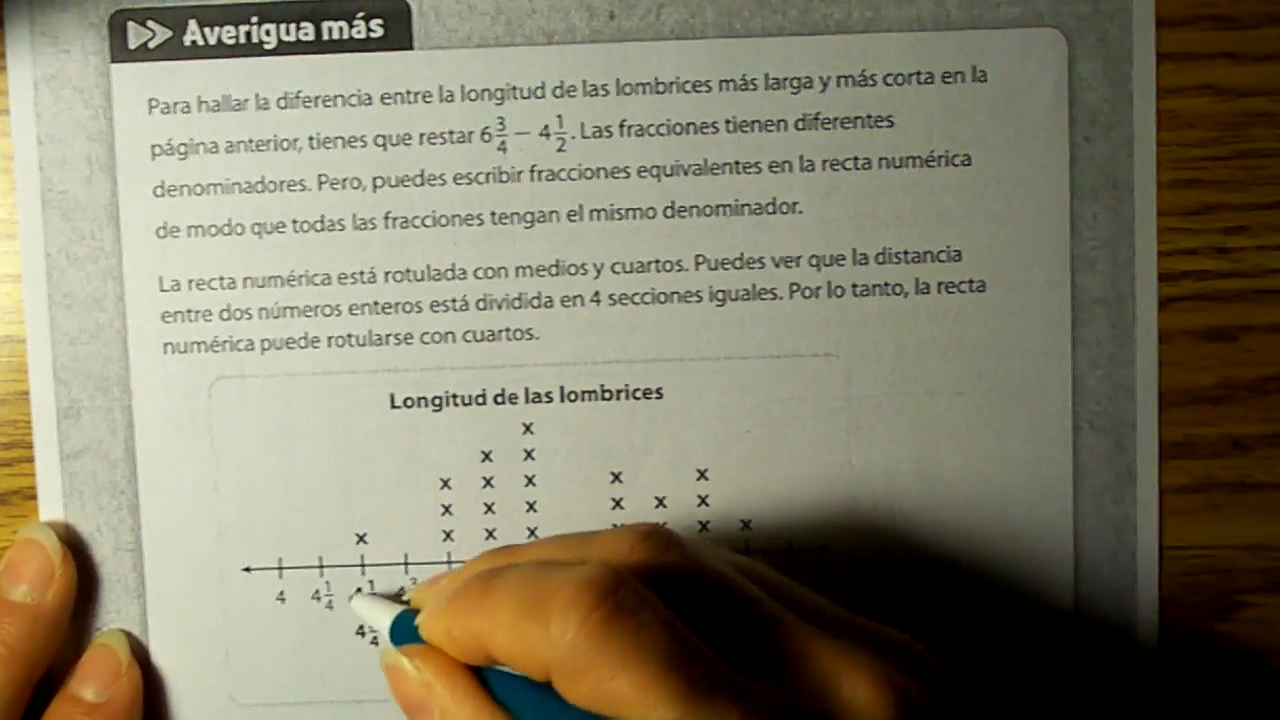 Averigua más
Para hallar la diferencia entre la longitud de las lombrices más larga y más corta en la
página anterior, tienes que restar 6 3/4 − 4 1/2. Las fracciones tienen diferentes
denominadores. Pero, puedes escribir fracciones equivalentes en la recta numérica
de modo que todas las fracciones tengan el mismo denominador.
La recta numérica está rotulada con medios y cuartos. Puedes ver que la distancia
entre dos números enteros está dividida en 4 secciones iguales. Por lo tanto, la recta
numérica puede rotularse con cuartos.
Longitud de las lombrices
x
x x
x x x x x
x x x x x x
x x x x x x
4 4 1/4